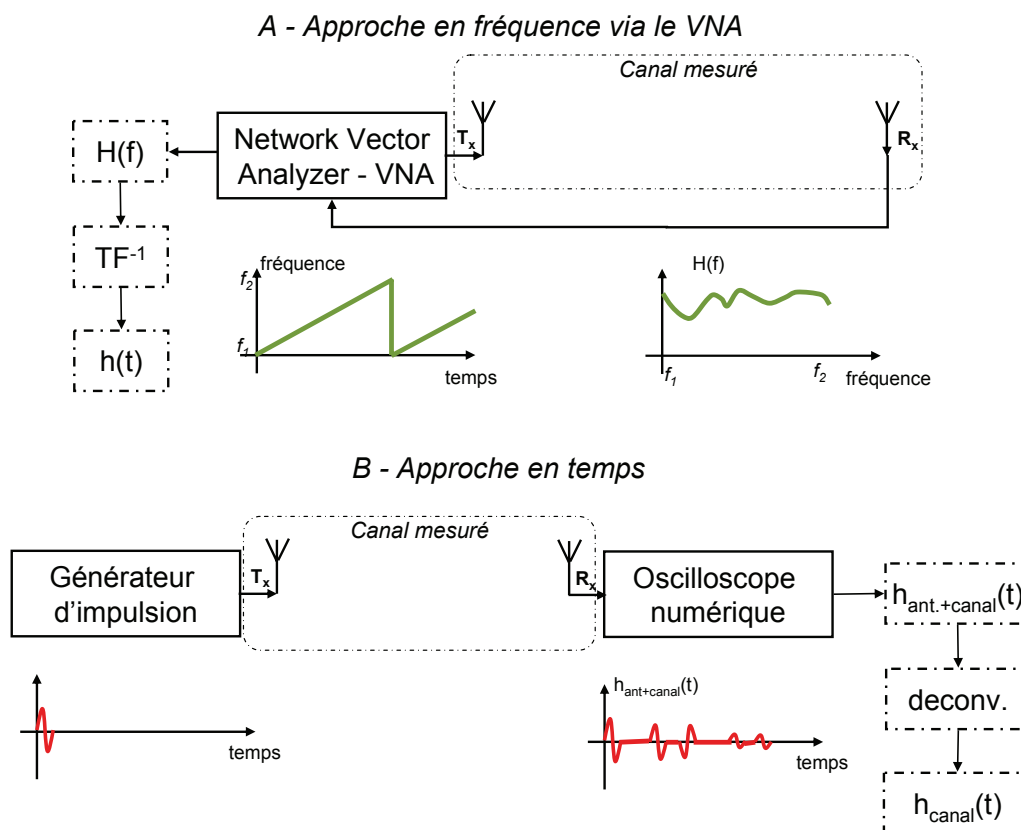 A - Approche en fréquence via le VNA
Canal mesuré
H(f)
Network Vector
Analyzer - VNA
Tx
Rx
TF-1
h(t)
f2
fréquence
f1
temps
H(f)
f1
f2
fréquence
B - Approche en temps
Canal mesuré
Générateur
d'impulsion
Tx
Rx
Oscilloscope
numérique
hant.+canal(t)
temps
hant+canal(t)
temps
deconv.
hcanal(t)